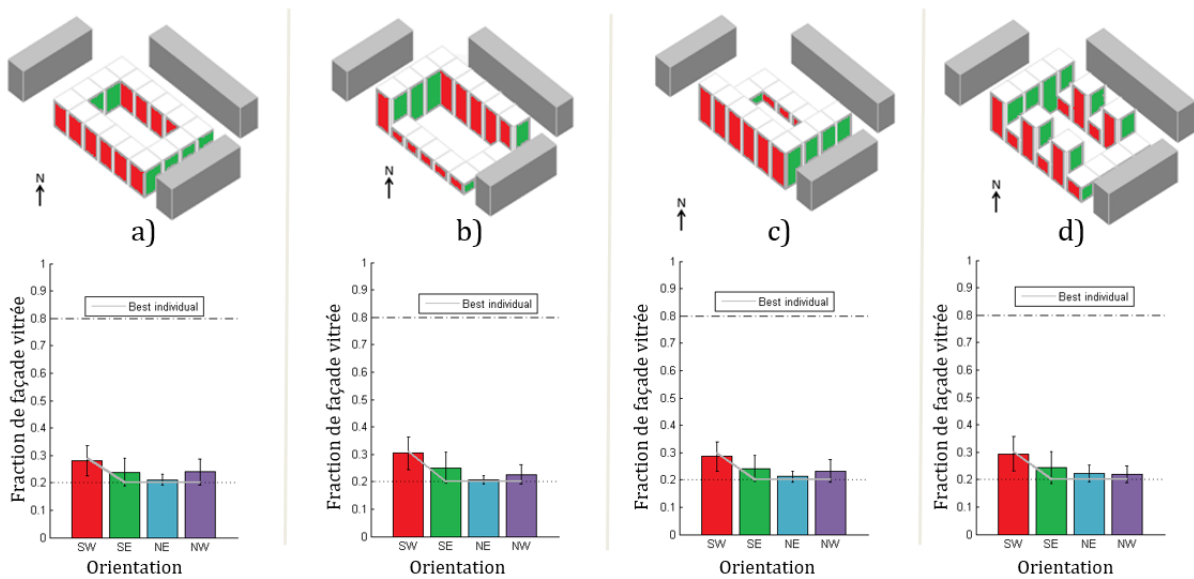 N
a)
N
b)
N
c)
N
d)
Fraction de façade vitrée
1
0.9
0.8
0.7
0.6
0.5
0.4
0.3
0.2
0.1
0
Best individual
SW SE NE NW
Orientation
Fraction de façade vitrée
1
0.9
0.8
0.7
0.6
0.5
0.4
0.3
0.2
0.1
0
Best individual
SW SE NE NW
Orientation
Fraction de façade vitrée
1
0.9
0.8
0.7
0.6
0.5
0.4
0.3
0.2
0.1
0
Best individual
SW SE NE NW
Orientation
Fraction de façade vitrée
1
0.9
0.8
0.7
0.6
0.5
0.4
0.3
0.2
0.1
0
Best individual
SW SE NE NW
Orientation